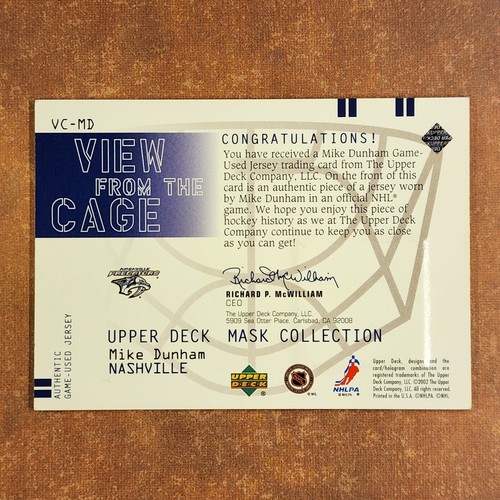 VC-MD
VIEW
FROM THE
CAGE
CONGRATULATIONS!
You have received a Mike Dunham Game-
Used Jersey trading card from The Upper
Deck Company, LLC. On the front of this
card is an authentic piece of jersey worn
by Mike Dunham in an official NHL®
game. We hope you enjoy this piece of
hockey history as we at The Upper Deck
Company continue to keep you as close
as you can get!
Richard P. McWilliam
RICHARD P. McWILLIAM
CEO
The Upper Deck Company, LLC.
5909 Sea Otter Place, Carlsbad, CA 92008
UPPER DECK MASK COLLECTION
Mike Dunham
NASHVILLE
AUTHENTIC
GAME-USED JERSEY
UPPER
DECK
®
NHLPA
Upper Deck, designs and the
card/hologram combination are
registered trademarks of The Upper
Deck Company, LLC. ©2002 The Upper
Deck Company, LLC. All rights reserved.
Printed in the U.S.A. ©NHLPA. ©NHL